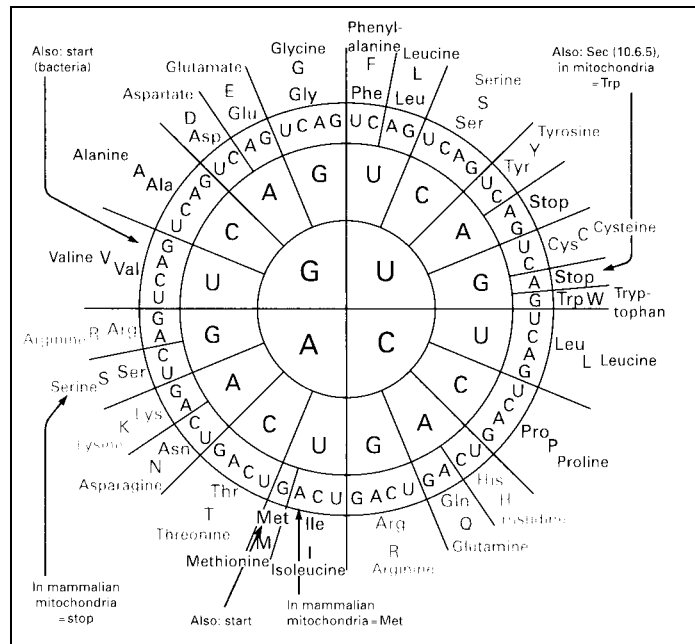 Also: start
(bacteria)
Glutamate
E
Glu
Glycine
G
Gly
Phenyl-
alanine
F
Phe
Leucine
L
Leu
Serine
S
Ser
Also: Sec (10.6.5),
in mitochondria
=Trp
Aspartate
D
Asp
Tyrosine
Y
Tyr
Alanine
A
Ala
Stop
Cysteine
C
Cys
Valine V
Val
Stop
Trp W
Tryp-
tophan
Arginine R Arg
Leu
L Leucine
Serine S Ser
Lys
K
Lysine
Pro
P
Proline
Asn
N
Asparagine
His
H
Histidine
Thr
T
Threonine
Met
M
Methionine
Ile
I
Isoleucine
Arg
R
Arginine
Gln
Q
Glutamine
In mammalian
mitochondria
=stop
Also: start
In mammalian
mitochondria=Met
G U
A C
U C A G
U C A G
U C A G
U C A G
U C A G U C A G U C A G U C A G
U C A G U C A G U C A G U C A G
U C A G U C A G U C A G U C A G
U C A G U C A G U C A G U C A G